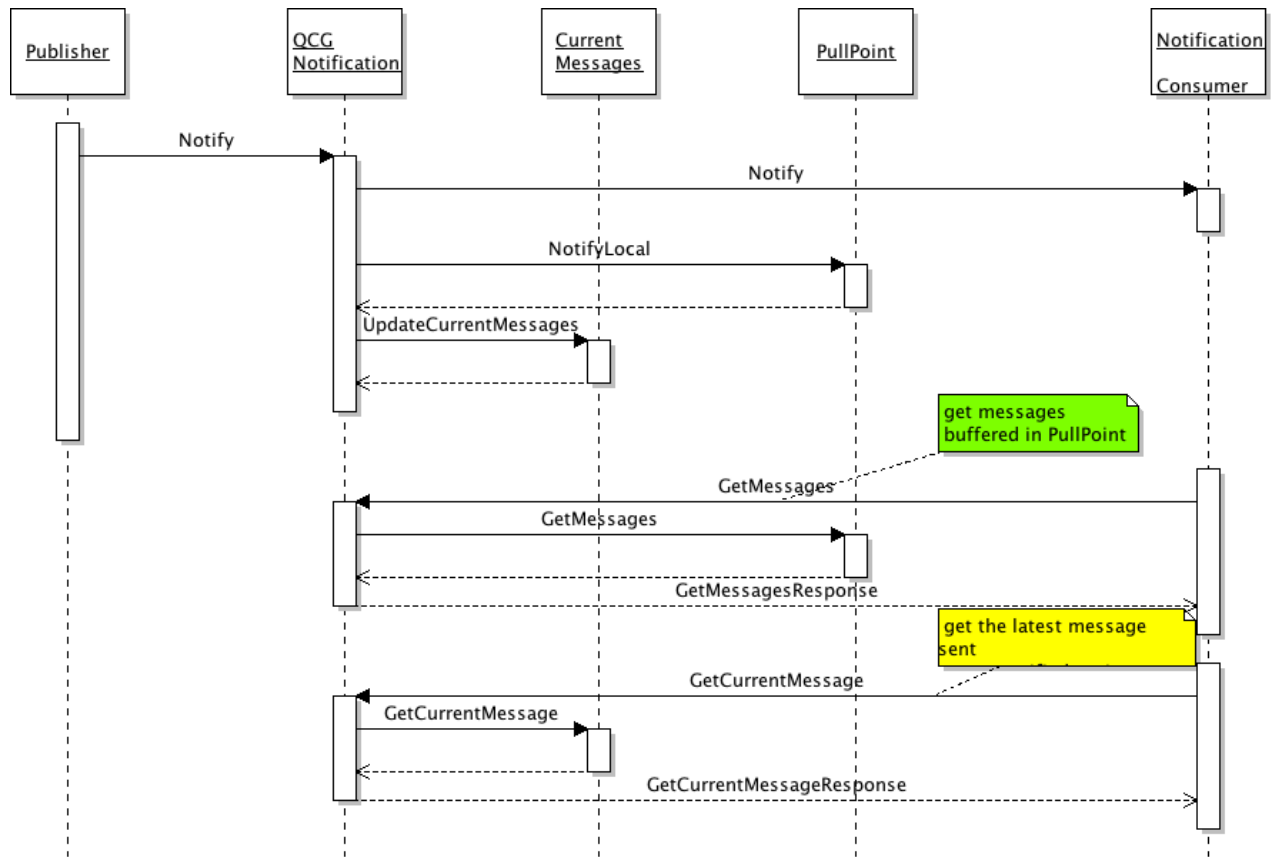 Publisher
QCG
Notification
Current
Messages
PullPoint
Notification
Consumer
Notify
Notify
NotifyLocal
UpdateCurrentMessages
get messages
buffered in PullPoint
GetMessages
GetMessages
GetMessagesResponse
get the latest message
sent
GetCurrentMessage
GetCurrentMessage
GetCurrentMessageResponse